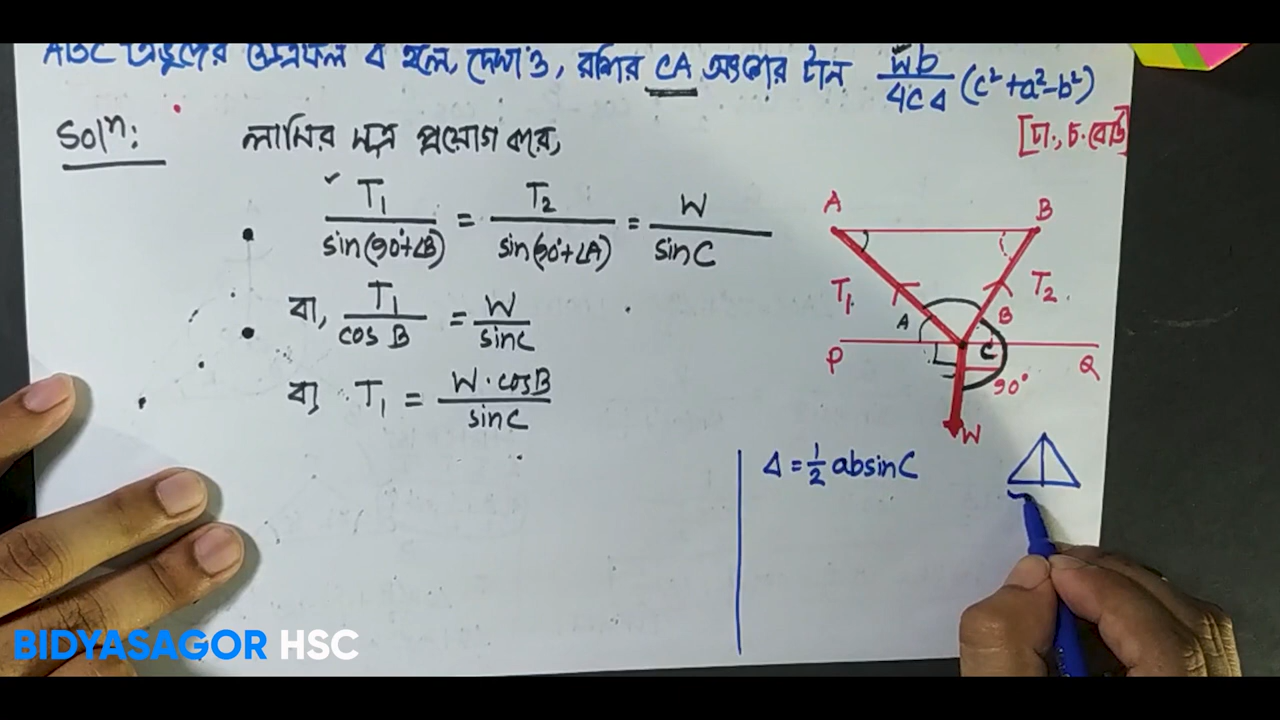 ABC ত্রিভুজের ক্ষেত্রফল Δ হলে, দেখাও, রশির CA অংশের টান Wb/4cΔ (c²+a²-b²)
[ঢা., চ. বোর্ড]
Solⁿ: লামির সূত্র প্রয়োগ করে,
T₁/sin(90°+∠B) = T₂/sin(90°+∠A) = W/sinC
বা, T₁/cos B = W/sinC
বা, T₁ = W·cosB/sinC
A B
T₁ T₂
A B
P C Q
90°
W
Δ = ½ absinC
BIDYASAGOR HSC